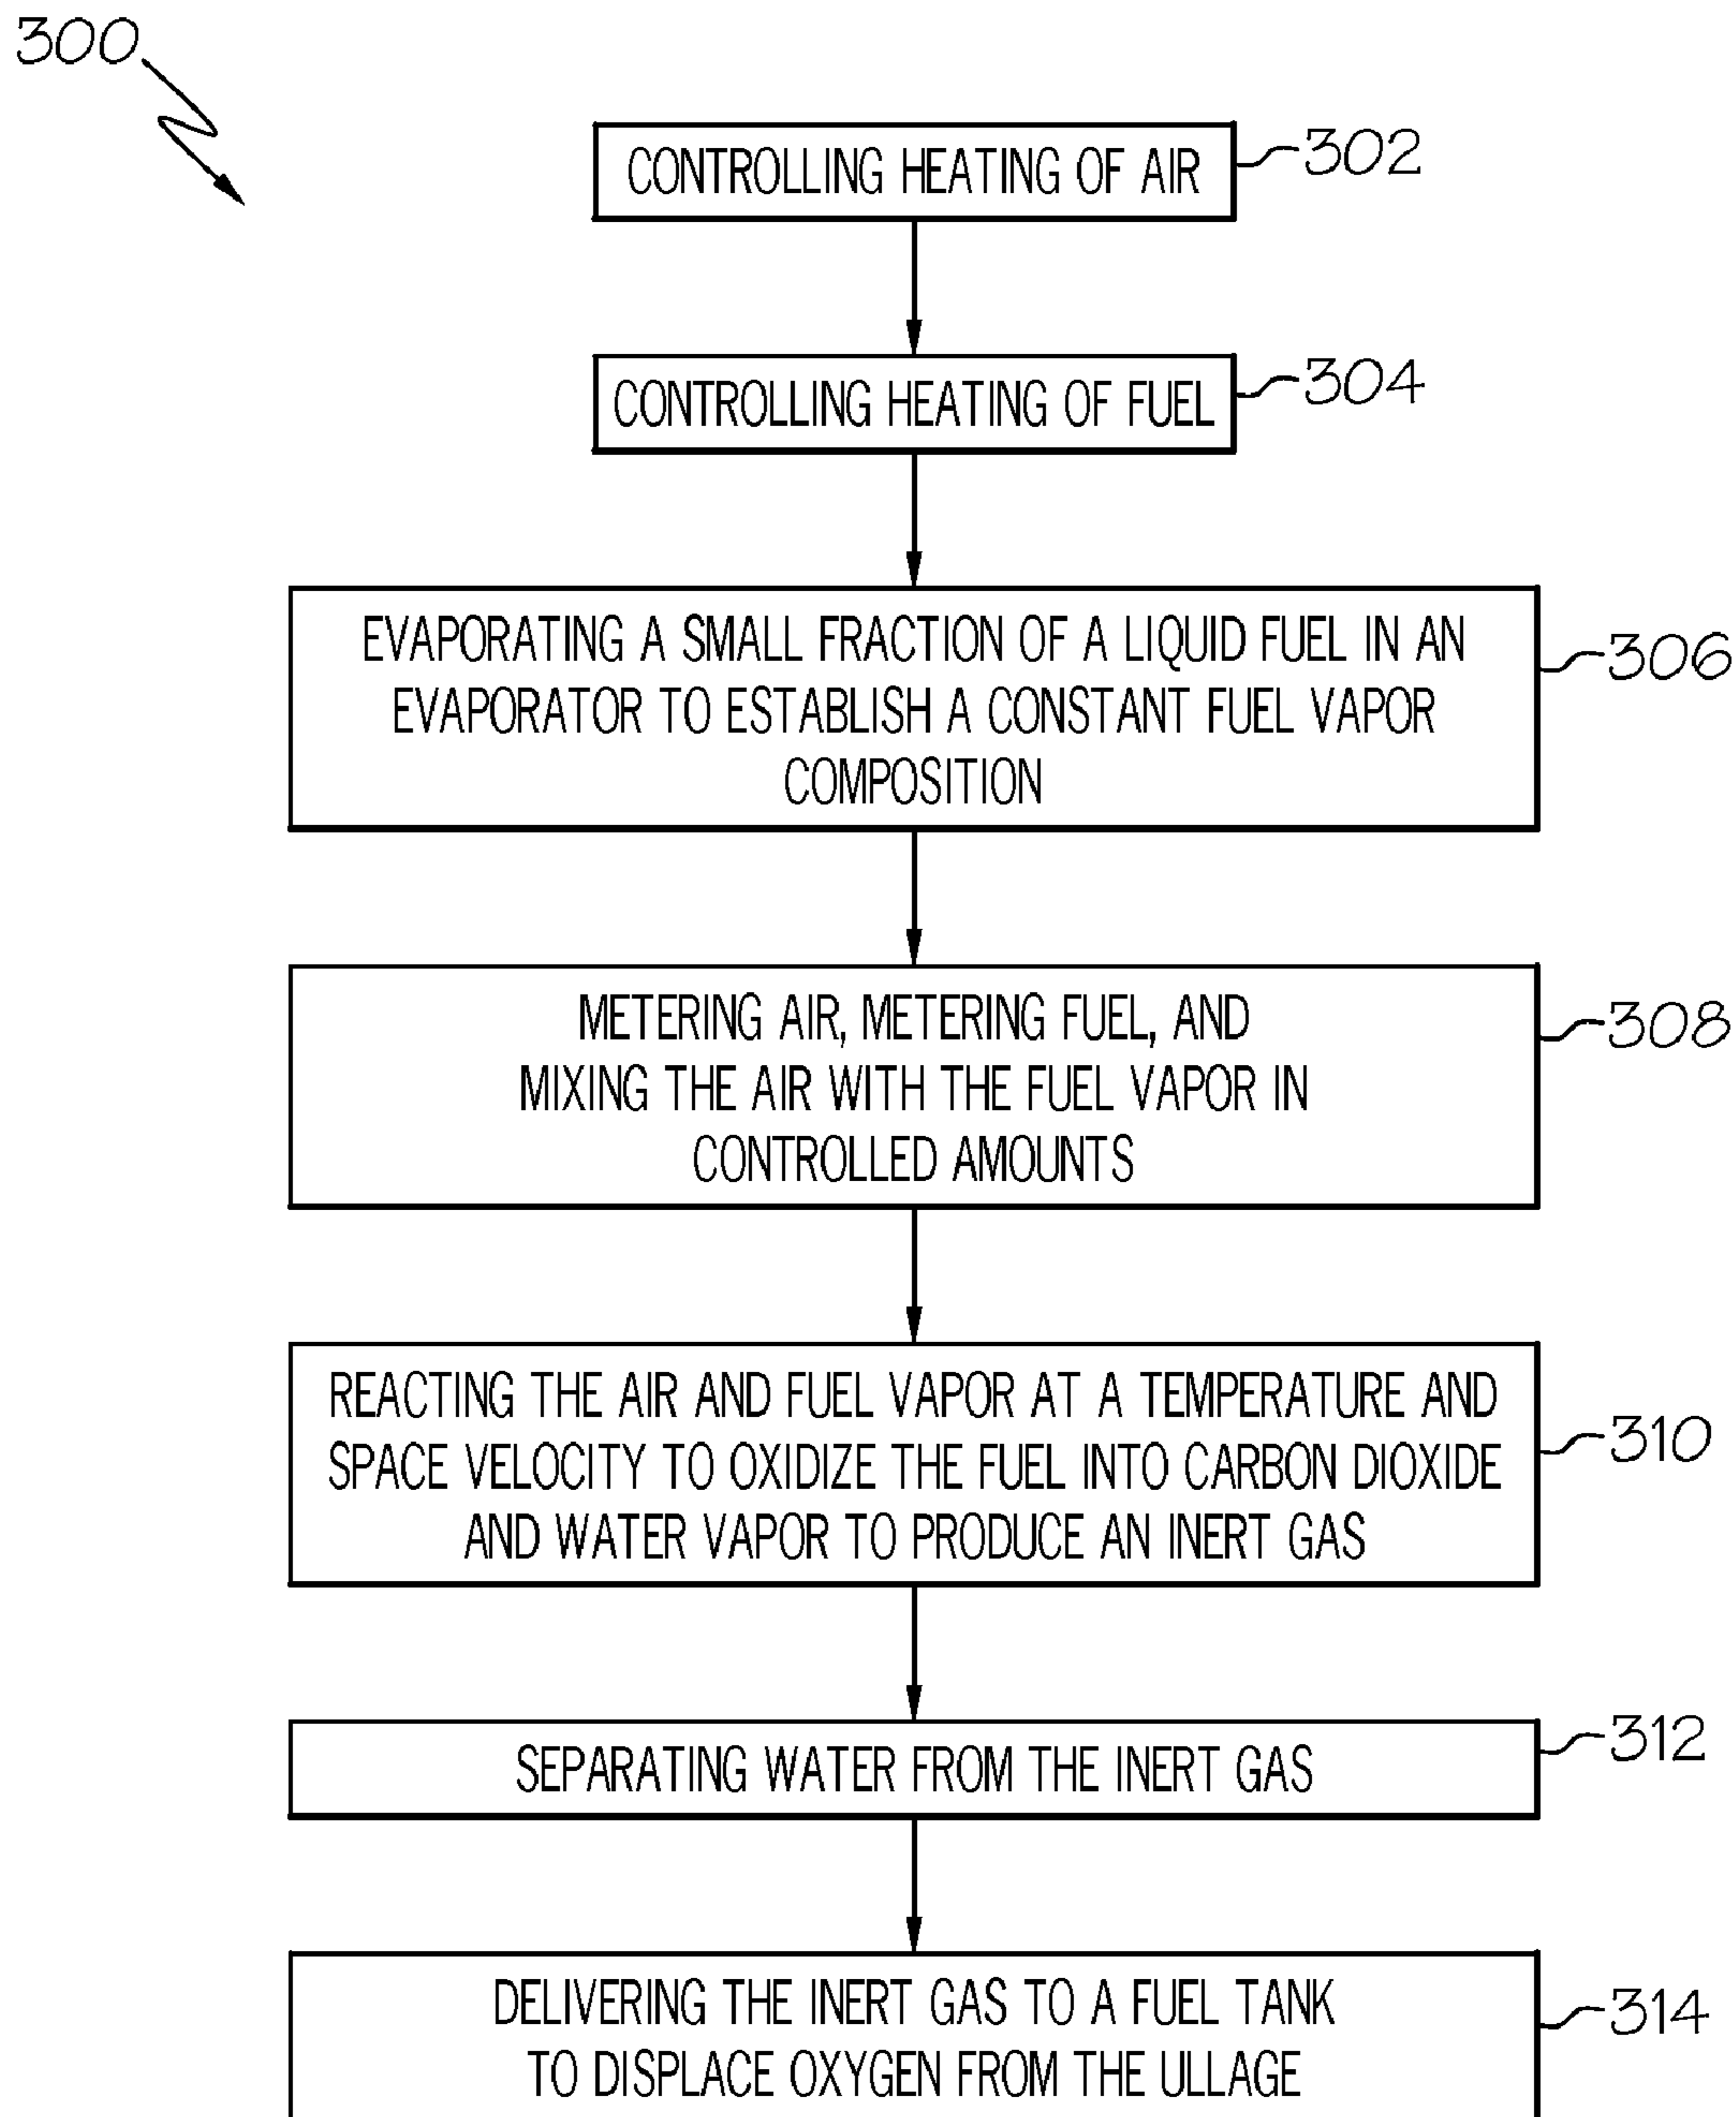 300
CONTROLLING HEATING OF AIR
302
CONTROLLING HEATING OF FUEL
304
EVAPORATING A SMALL FRACTION OF A LIQUID FUEL IN AN
EVAPORATOR TO ESTABLISH A CONSTANT FUEL VAPOR
COMPOSITION
306
METERING AIR, METERING FUEL, AND
MIXING THE AIR WITH THE FUEL VAPOR IN
CONTROLLED AMOUNTS
308
REACTING THE AIR AND FUEL VAPOR AT A TEMPERATURE AND
SPACE VELOCITY TO OXIDIZE THE FUEL INTO CARBON DIOXIDE
AND WATER VAPOR TO PRODUCE AN INERT GAS
310
SEPARATING WATER FROM THE INERT GAS
312
DELIVERING THE INERT GAS TO A FUEL TANK
TO DISPLACE OXYGEN FROM THE ULLAGE
314